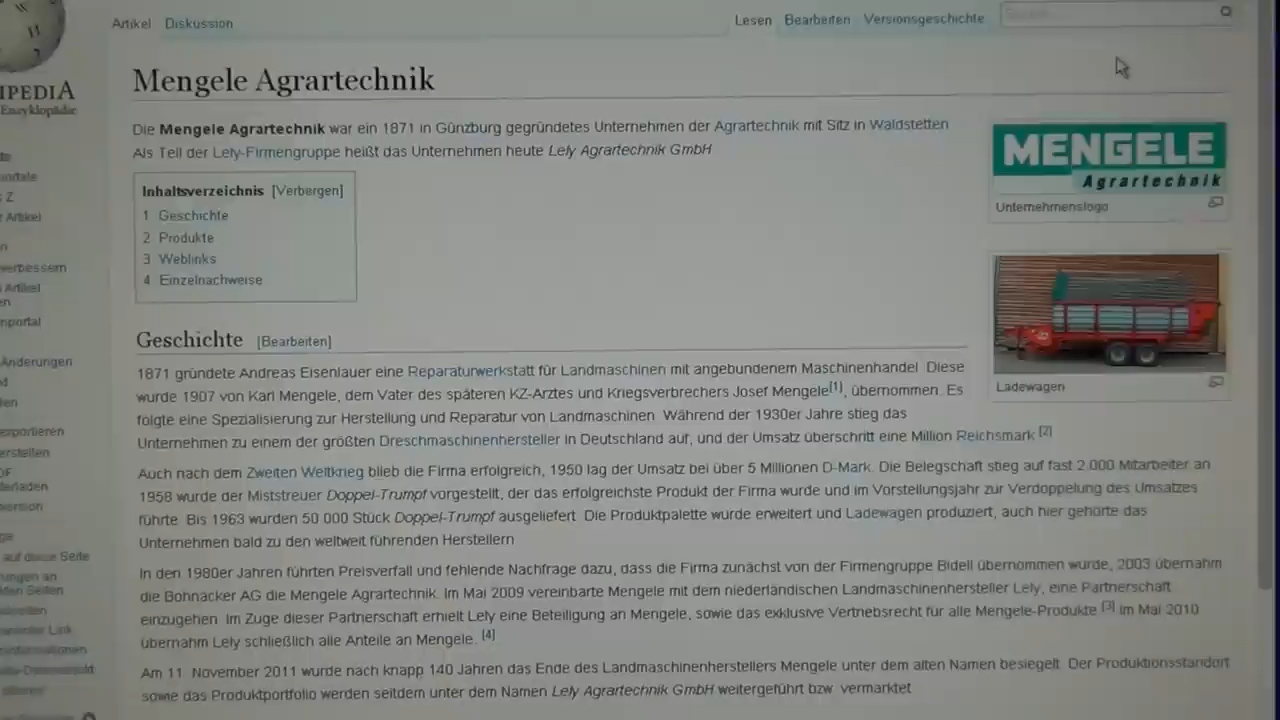 Artikel Diskussion Lesen Bearbeiten Versionsgeschichte
IPEDIA
Enzyklopädie
Mengele Agrartechnik
Die Mengele Agrartechnik war ein 1871 in Günzburg gegründetes Unternehmen der Agrartechnik mit Sitz in Waldstetten
Als Teil der Lely-Firmengruppe heißt das Unternehmen heute Lely Agrartechnik GmbH
MENGELE
Agrartechnik
Unternehmenslogo
Inhaltsverzeichnis [Verbergen]
1 Geschichte
2 Produkte
3 Weblinks
4 Einzelnachweise
Ladewagen
Geschichte [Bearbeiten]
1871 gründete Andreas Eisenlauer eine Reparaturwerkstatt für Landmaschinen mit angebundenem Maschinenhandel. Diese
wurde 1907 von Karl Mengele, dem Vater des späteren KZ-Arztes und Kriegsverbrechers Josef Mengele[1], übernommen. Es
folgte eine Spezialisierung zur Herstellung und Reparatur von Landmaschinen. Während der 1930er Jahre stieg das
Unternehmen zu einem der größten Dreschmaschinenhersteller in Deutschland auf, und der Umsatz überschritt eine Million Reichsmark.[2]
Auch nach dem Zweiten Weltkrieg blieb die Firma erfolgreich, 1950 lag der Umsatz bei über 5 Millionen D-Mark. Die Belegschaft stieg auf fast 2.000 Mitarbeiter an.
1958 wurde der Miststreuer Doppel-Trumpf vorgestellt, der das erfolgreichste Produkt der Firma wurde und im Vorstellungsjahr zur Verdoppelung des Umsatzes
führte. Bis 1963 wurden 50.000 Stück Doppel-Trumpf ausgeliefert. Die Produktpalette wurde erweitert und Ladewagen produziert, auch hier gehörte das
Unternehmen bald zu den weltweit führenden Herstellern.
In den 1980er Jahren führten Preisverfall und fehlende Nachfrage dazu, dass die Firma zunächst von der Firmengruppe Bidell übernommen wurde, 2003 übernahm
die Bohnacker AG die Mengele Agrartechnik. Im Mai 2009 vereinbarte Mengele mit dem niederländischen Landmaschinenhersteller Lely, eine Partnerschaft
einzugehen. Im Zuge dieser Partnerschaft erhielt Lely eine Beteiligung an Mengele, sowie das exklusive Vertriebsrecht für alle Mengele-Produkte.[3] Im Mai 2010
übernahm Lely schließlich alle Anteile an Mengele. [4]
Am 11. November 2011 wurde nach knapp 140 Jahren das Ende des Landmaschinenherstellers Mengele unter dem alten Namen besiegelt. Der Produktionsstandort
sowie das Produktportfolio werden seitdem unter dem Namen Lely Agrartechnik GmbH weitergeführt bzw. vermarktet.
Z
Artikel
verbessern
Artikel
Änderungen
auf diese Seite